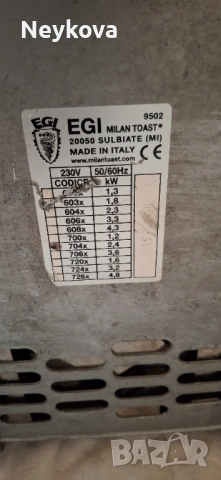 Neykova
9502
EGI
EGI MILAN TOAST®
20050 SULBIATE (MI)
MADE IN ITALY
www.milantoast.com CE
230V 50/60Hz
CODICE kW
1,3
603x 1,8
604x 2,3
606x 3,3
608x 4,3
700x 1,2
704x 2,4
706x 3,6
720x 1,6
724x 3,2
726x 4,8
bazar.bg